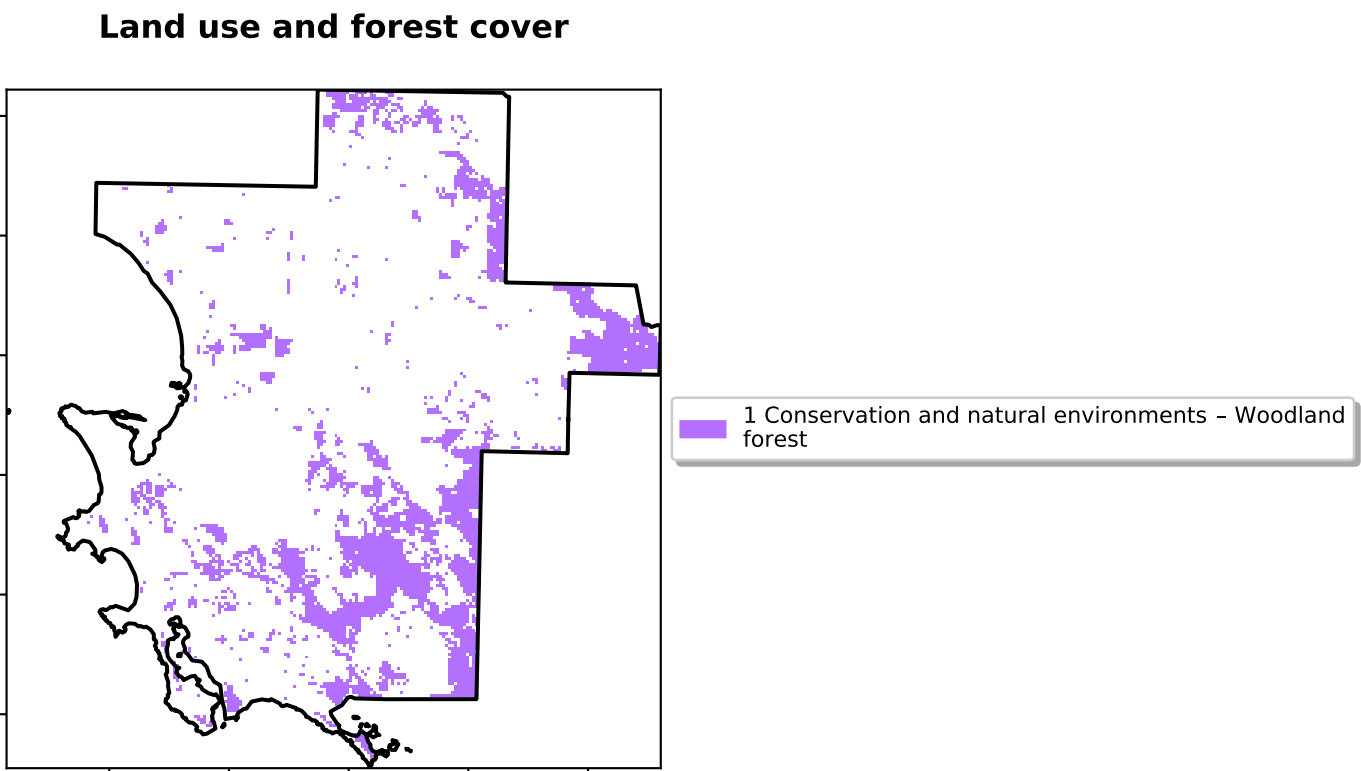 Land use and forest cover
1 Conservation and natural environments – Woodland
forest